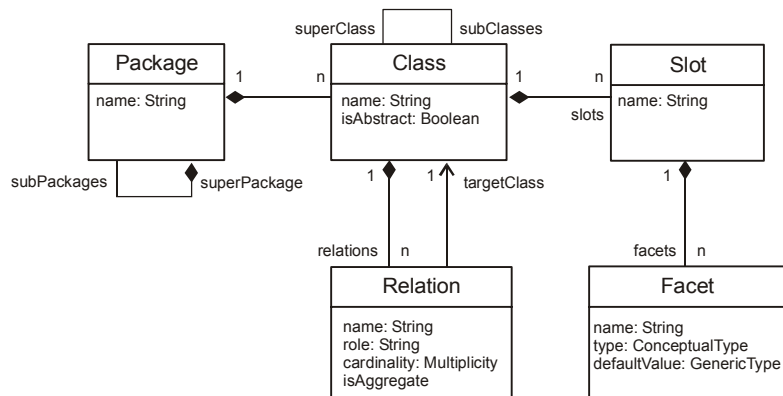 superClass subClasses
Package
Class
Slot
1 n
1 n
name: String
name: String
isAbstract: Boolean
slots
name: String
subPackages superPackage
1 1 targetClass
1
relations n
facets n
Relation
Facet
name: String
role: String
cardinality: Multiplicity
isAggregate
name: String
type: ConceptualType
defaultValue: GenericType